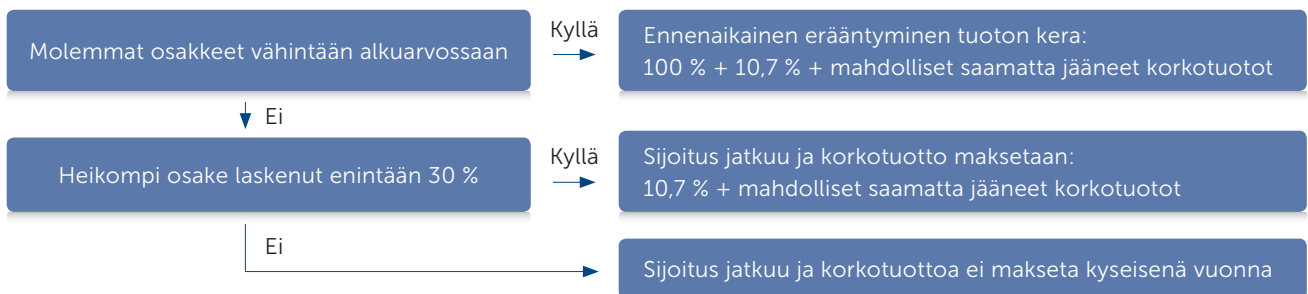 Molemmat osakkeet vähintään alkuarvossaan
Kyllä
Ennenaikainen erääntyminen tuoton kera:
100 % + 10,7 % + mahdolliset saamatta jääneet korkotuotot
Ei
Heikompi osake laskenut enintään 30 %
Kyllä
Sijoitus jatkuu ja korkotuotto maksetaan:
10,7 % + mahdolliset saamatta jääneet korkotuotot
Ei
Sijoitus jatkuu ja korkotuottoa ei makseta kyseisenä vuonna